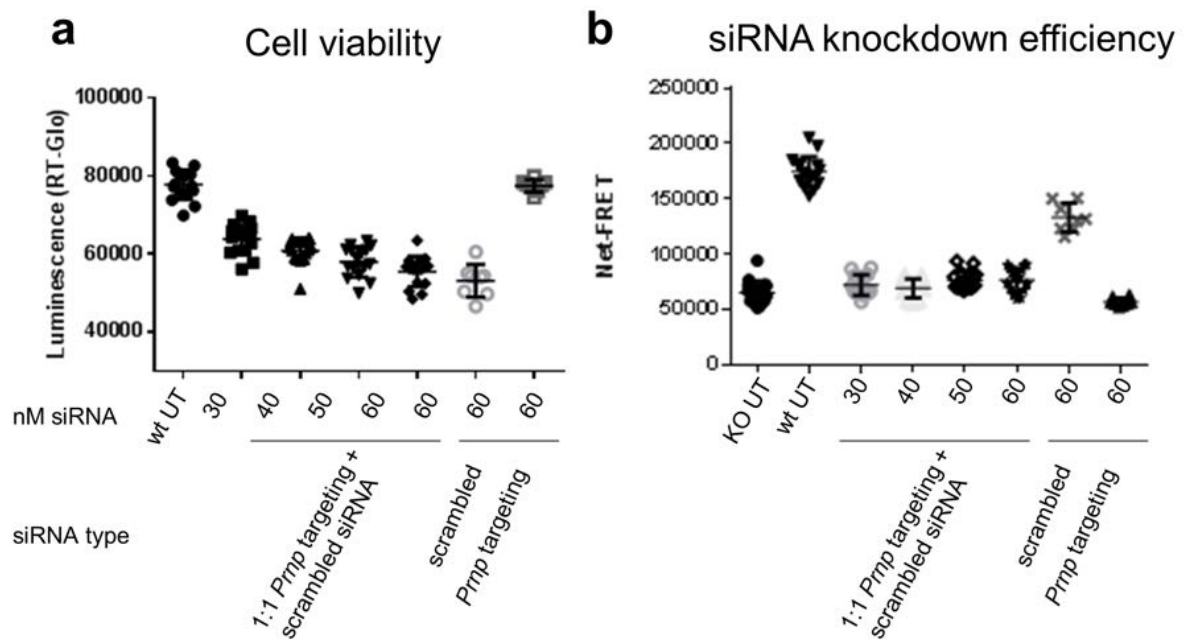 a
Cell viability
Luminescence (RT-Glo)
100000
80000
60000
40000
nM siRNA
wt UT
30
40
50
60
60
60
siRNA type
1:1 Prnp targeting +
scrambled siRNA
scrambled
Prnp targeting
b
siRNA knockdown efficiency
Net-FRET
250000
200000
150000
100000
50000
0
KO UT
wt UT
30
40
50
60
60
60
1:1 Prnp targeting +
scrambled siRNA
scrambled
Prnp targeting